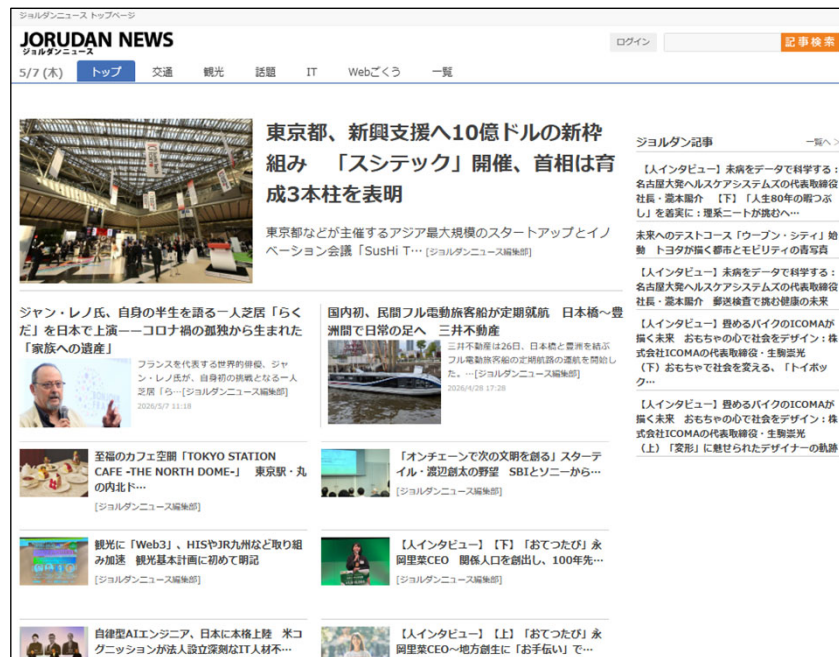 ジョルダンニュース トップページ
JORUDAN NEWS
ジョルダンニュース
ログイン
記事検索
5/7 (木)
トップ
交通
観光
話題
IT
Webごくう
一覧
東京都、新興支援へ10億ドルの新枠
組み 「スシテック」開催、首相は育
成3本柱を表明
東京都などが主催するアジア最大規模のスタートアップとイノ
ベーション会議「SusHi T… [ジョルダンニュース編集部]
ジャン・レノ氏、自身の半生を語る一人芝居「らく
だ」を日本で上演——コロナ禍の孤独から生まれた
「家族への遺産」
フランスを代表する世界的俳優、ジャ
ン・レノ氏が、自身初の挑戦となる一人
芝居「ら…[ジョルダンニュース編集部]
2026/5/7 11:18
国内初、民間フル電動旅客船が定期就航 日本橋～豊
洲間で日常の足へ 三井不動産
三井不動産は26日、日本橋と豊洲を結ぶ
フル電動旅客船の定期航路の運航を開始し
た。…[ジョルダンニュース編集部]
2026/4/28 17:28
至福のカフェ空間「TOKYO STATION
CAFE -THE NORTH DOME-」 東京駅・丸
の内北ド…
[ジョルダンニュース編集部]
「オンチェーンで次の文明を創る」スターテ
イル・渡辺創太の野望 SBIとソニーから…
[ジョルダンニュース編集部]
観光に「Web3」、HISやJR九州など取り組
み加速 観光基本計画に初めて明記
[ジョルダンニュース編集部]
【人インタビュー】【下】「おてつたび」永
岡里菜CEO 関係人口を創出し、100年先…
[ジョルダンニュース編集部]
自律型AIエンジニア、日本に本格上陸 米コ
グニッションが法人設立深刻なIT人材不…
【人インタビュー】【上】「おてつたび」永
岡里菜CEO～地方創生に「お手伝い」で…
ジョルダン記事
一覧へ ＞
【人インタビュー】未病をデータで科学する：
名古屋大発ヘルスケアシステムズの代表取締役
社長・瀧本陽介 【下】「人生80年の暇つぶ
し」を着実に：理系ニートが挑むヘ…
未来へのテストコース「ウーブン・シティ」始
動 トヨタが描く都市とモビリティの青写真
【人インタビュー】未病をデータで科学する：
名古屋大発ヘルスケアシステムズの代表取締役
社長・瀧本陽介 郵送検査で挑む健康の未来
【人インタビュー】畳めるバイクのICOMAが
描く未来 おもちゃの心で社会をデザイン：株
式会社ICOMAの代表取締役・生駒崇光
（下）おもちゃで社会を変える、「トイボッ
ク…
【人インタビュー】畳めるバイクのICOMAが
描く未来 おもちゃの心で社会をデザイン：株
式会社ICOMAの代表取締役・生駒崇光
（上）「変形」に魅せられたデザイナーの軌跡